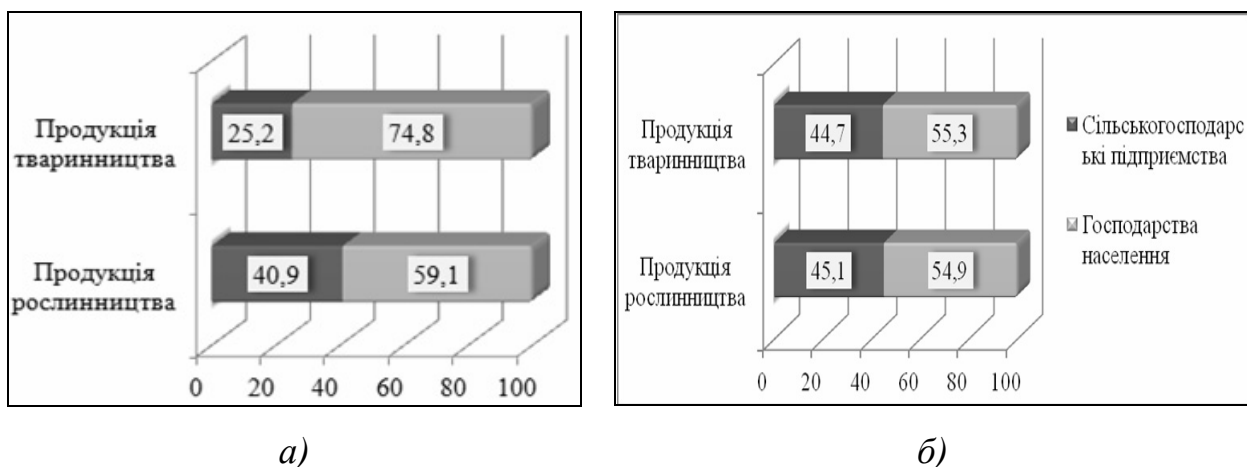 Продукція
тваринництва
25,2 74,8
Продукція
рослинництва
40,9 59,1
0 20 40 60 80 100
а)
Продукція
тваринництва
44,7 55,3
Продукція
рослинництва
45,1 54,9
0 20 40 60 80 100
Сільськогосподарс
ькі підприємства
Господарства
населення
б)